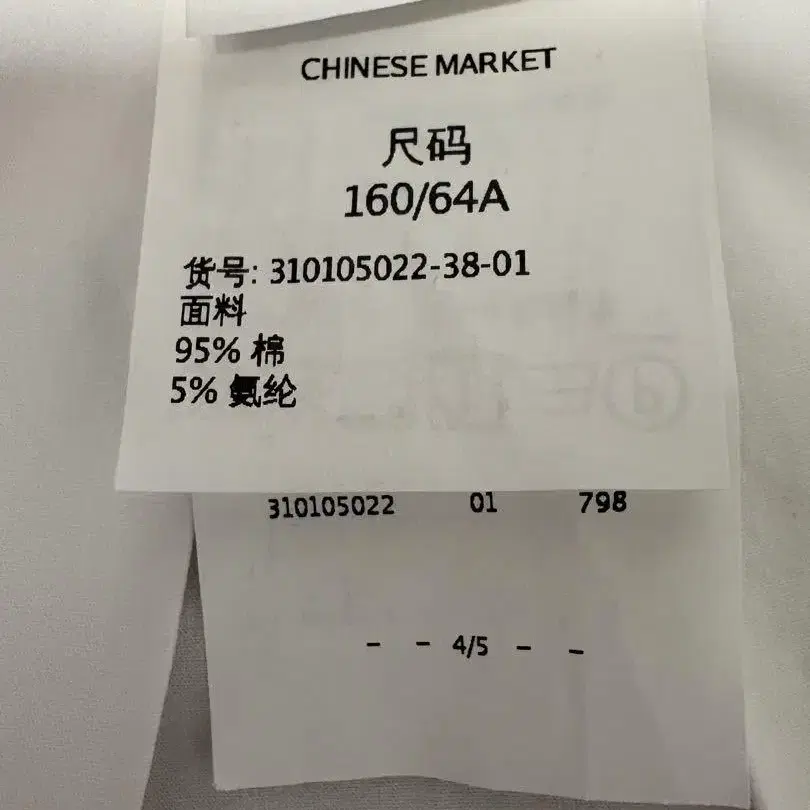 CHINESE MARKET
尺码
160/64A
货号: 310105022-38-01
面料
95% 棉
5% 氨纶
310105022 01 798
- - 4/5 - -